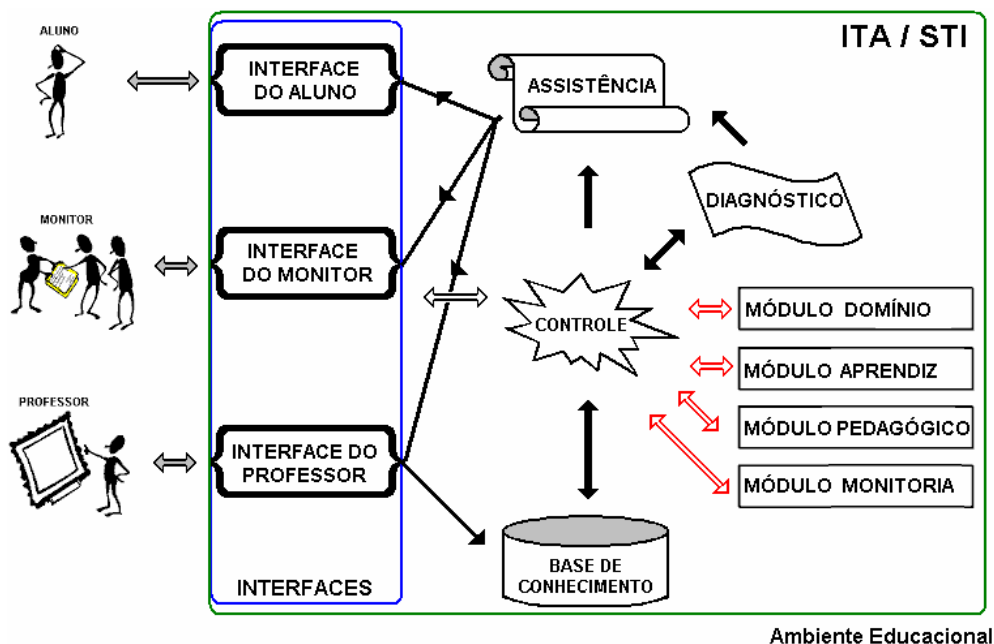 ALUNO
ITA / STI
INTERFACE
DO ALUNO
ASSISTÊNCIA
DIAGNÓSTICO
MONITOR
INTERFACE
DO MONITOR
CONTROLE
MÓDULO DOMÍNIO
MÓDULO APRENDIZ
PROFESSOR
MÓDULO PEDAGÓGICO
INTERFACE DO
PROFESSOR
MÓDULO MONITORIA
BASE DE
CONHECIMENTO
INTERFACES
Ambiente Educacional